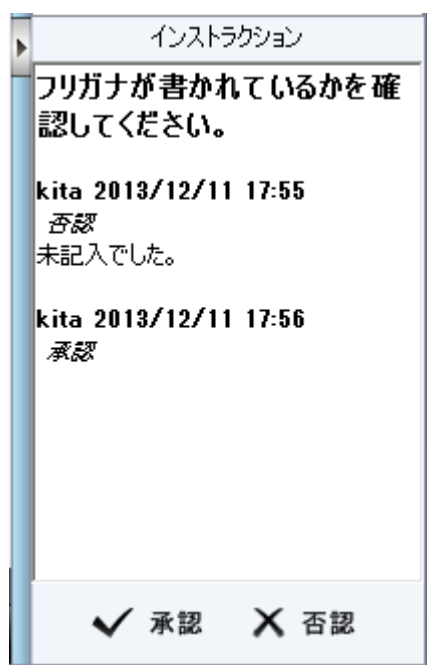 インストラクション
フリガナが書かれているかを確
認してください。
kita 2013/12/11 17:55
否認
未記入でした。
kita 2013/12/11 17:56
承認
承認 否認